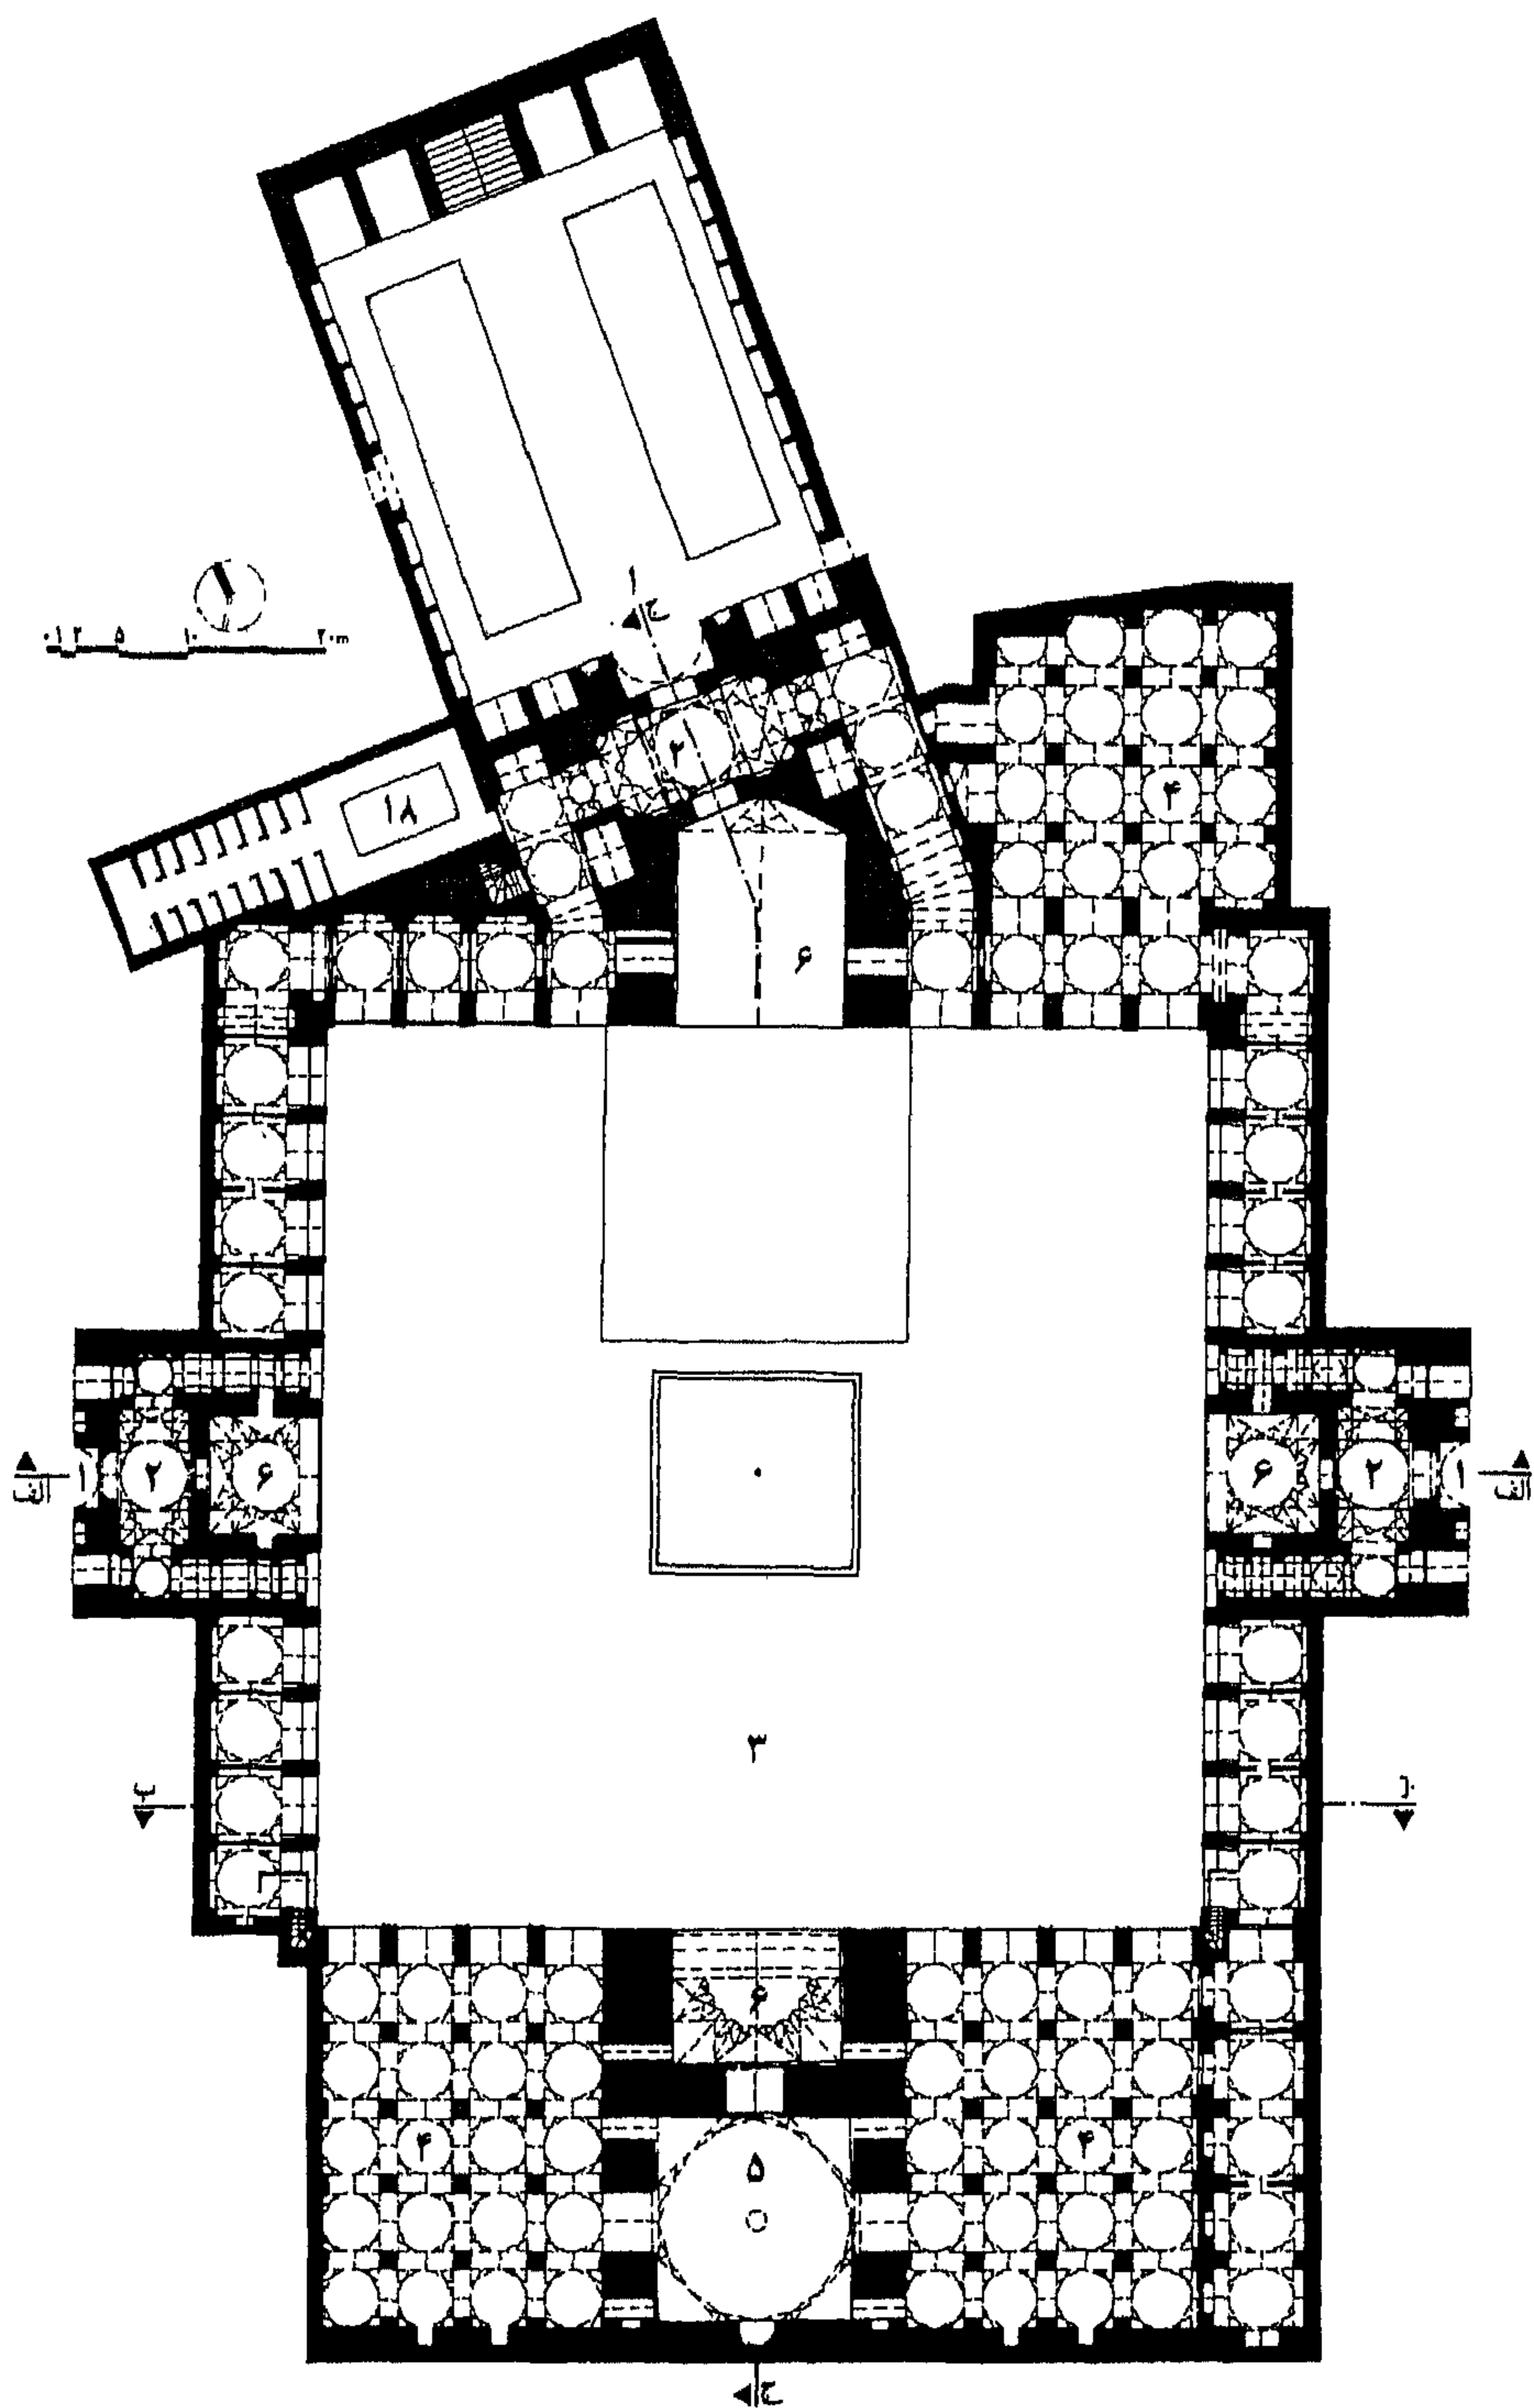 ۱
ج
۰ ۱ ۲ ۵ ۱۰ ۲۰m
۲
۱۸
۴
۶
الف
۱
۲
۶
۶
۲
۱
الف
۳
ب
ب
۶
۴
۵
۴
ج